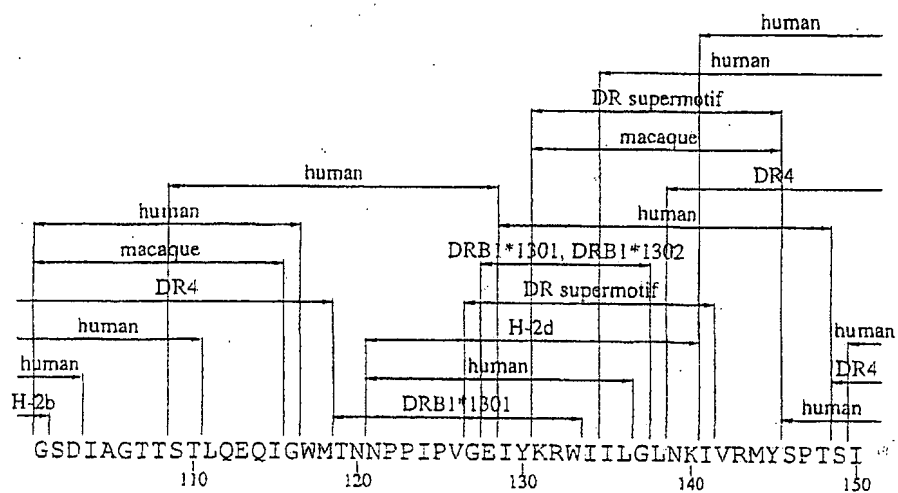 human
human
DR supermotif
macaque
human
DR4
human
human
macaque
DRB1*1301, DRB1*1302
DR4
DR supermotif
human
H-2d
human
human
human
DR4
H-2b
DRB1*1301
human
GSDIAGTTSTLQEQIGWMTNNPPIPVGEIYKRWIILGLNKIVRMYSPTSI
110 120 130 140 150